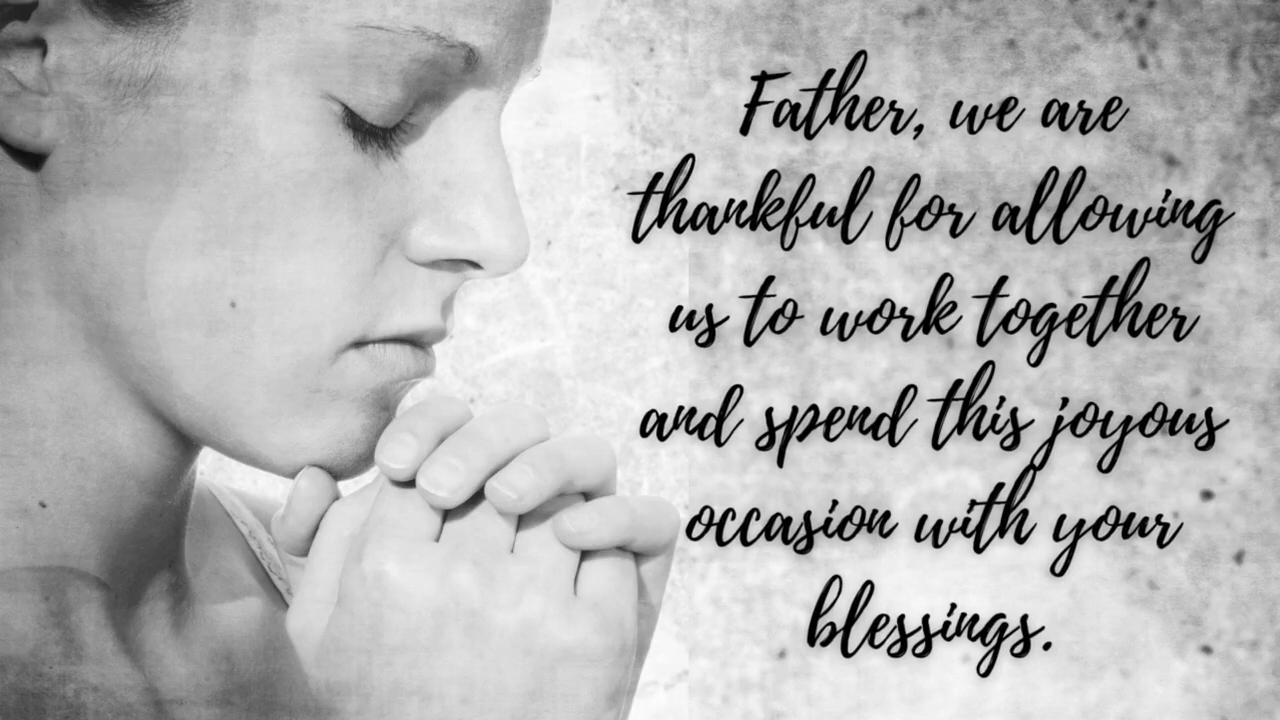 Father, we are
thankful for allowing
us to work together
and spend this joyous
occasion with your
blessings.